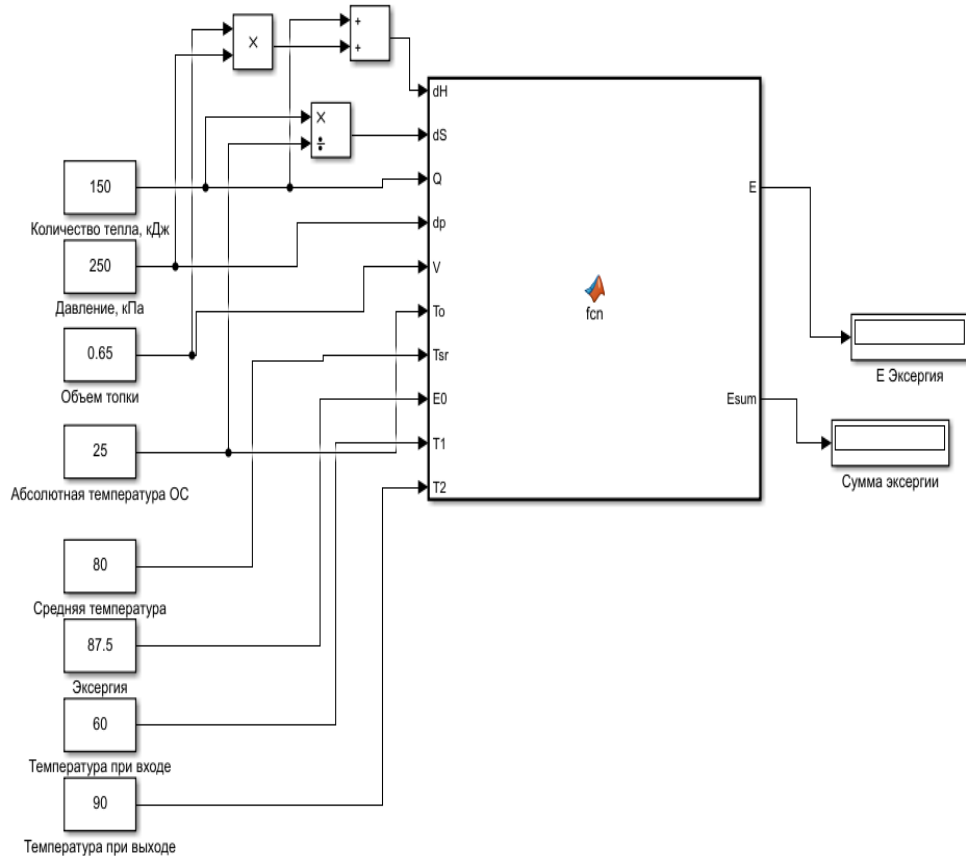 +
+
×
×
÷
150
Количество тепла, кДж
250
Давление, кПа
0.65
Объем топки
25
Абсолютная температура ОС
80
Средняя температура
87.5
Эксергия
60
Температура при входе
90
Температура при выходе
dH
dS
Q
dp
V
To
Tsr
E0
T1
T2
fcn
E
Esum
E Эксергия
Сумма эксергии